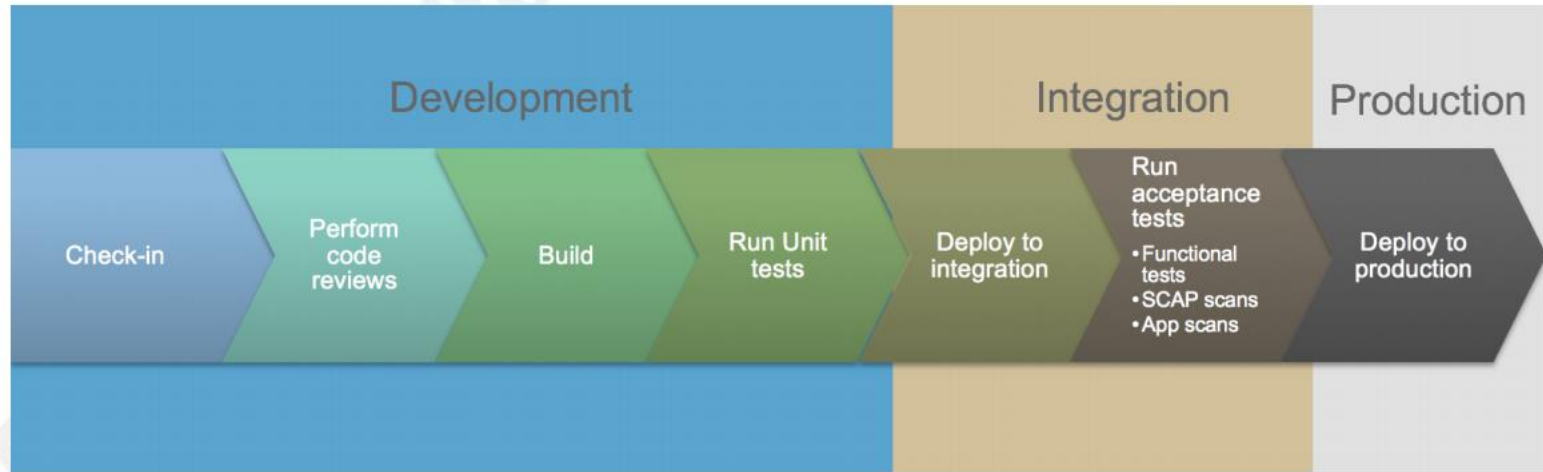 Development
Integration
Production
Check-in
Perform
code
reviews
Build
Run Unit
tests
Deploy to
integration
Run
acceptance
tests
•Functional
tests
•SCAP scans
•App scans
Deploy to
production